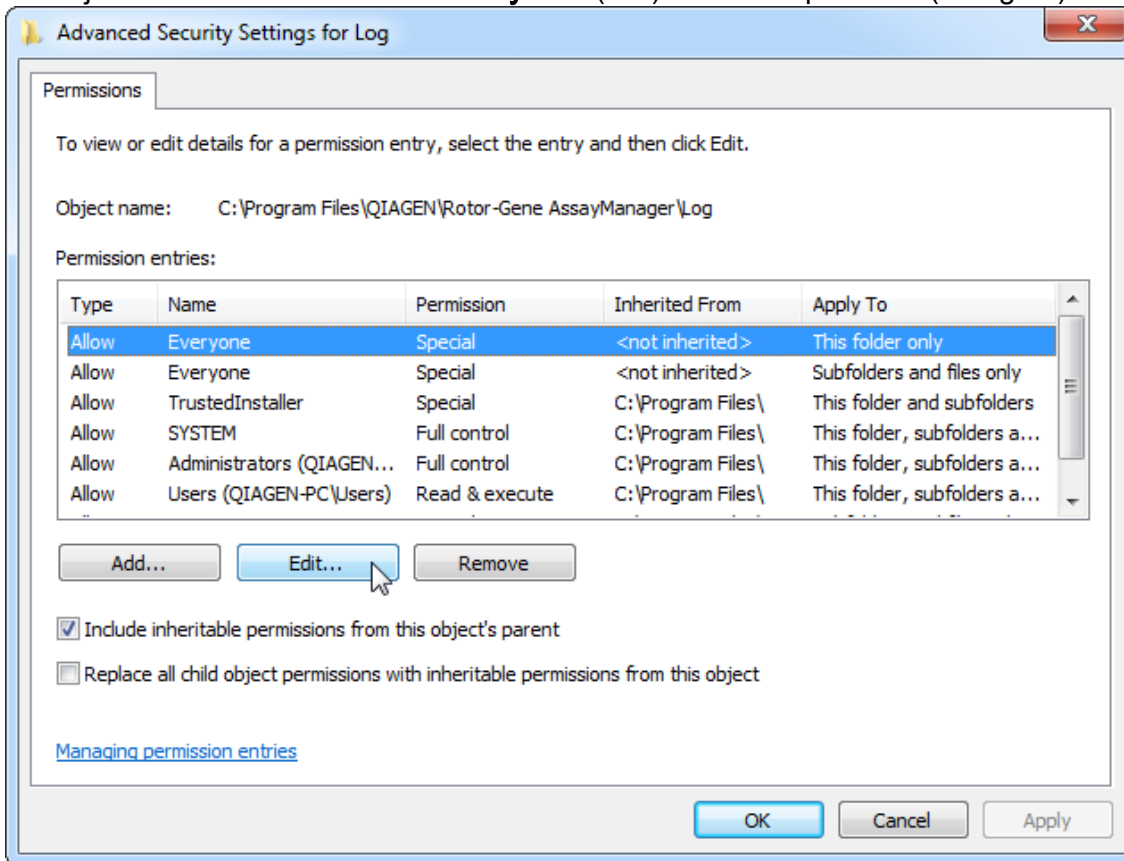 Advanced Security Settings for Log
Permissions
To view or edit details for a permission entry, select the entry and then click Edit.
Object name: C:\Program Files\QIAGEN\Rotor-Gene AssayManager\Log
Permission entries:
Type Name Permission Inherited From Apply To
Allow Everyone Special <not inherited> This folder only
Allow Everyone Special <not inherited> Subfolders and files only
Allow TrustedInstaller Special C:\Program Files\ This folder and subfolders
Allow SYSTEM Full control C:\Program Files\ This folder, subfolders a...
Allow Administrators (QIAGEN... Full control C:\Program Files\ This folder, subfolders a...
Allow Users (QIAGEN-PC\Users) Read & execute C:\Program Files\ This folder, subfolders a...
Add... Edit... Remove
Include inheritable permissions from this object's parent
Replace all child object permissions with inheritable permissions from this object
Managing permission entries
OK Cancel Apply